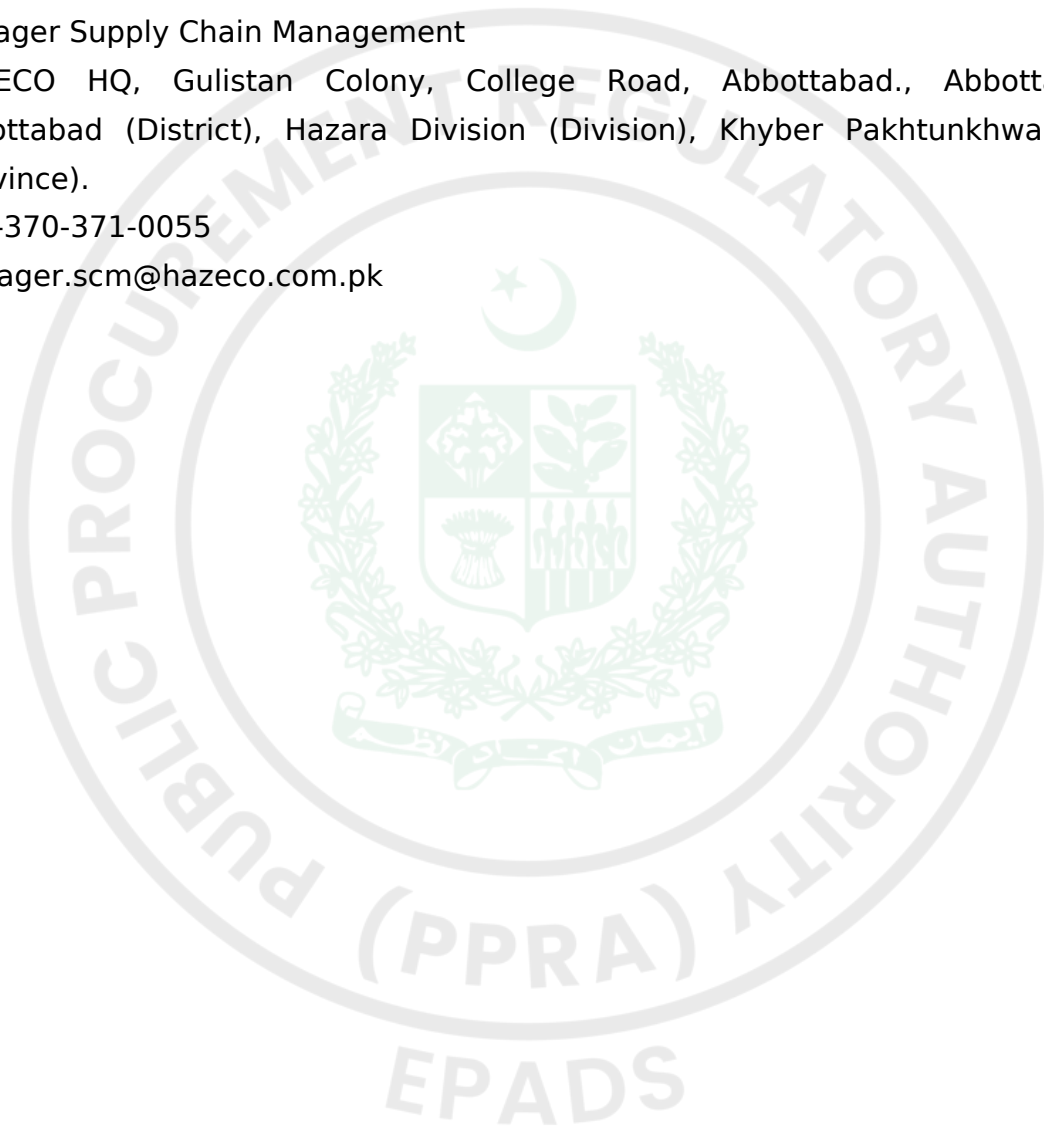 ager Supply Chain Management
ECO HQ, Gulistan Colony, College Road, Abbottabad., Abbott
ottabad (District), Hazara Division (Division), Khyber Pakhtunkhwa
vince).
-370-371-0055
ager.scm@hazeco.com.pk
PUBLIC PROCUREMENT REGULATORY AUTHORITY
(PPRA)
EPADS